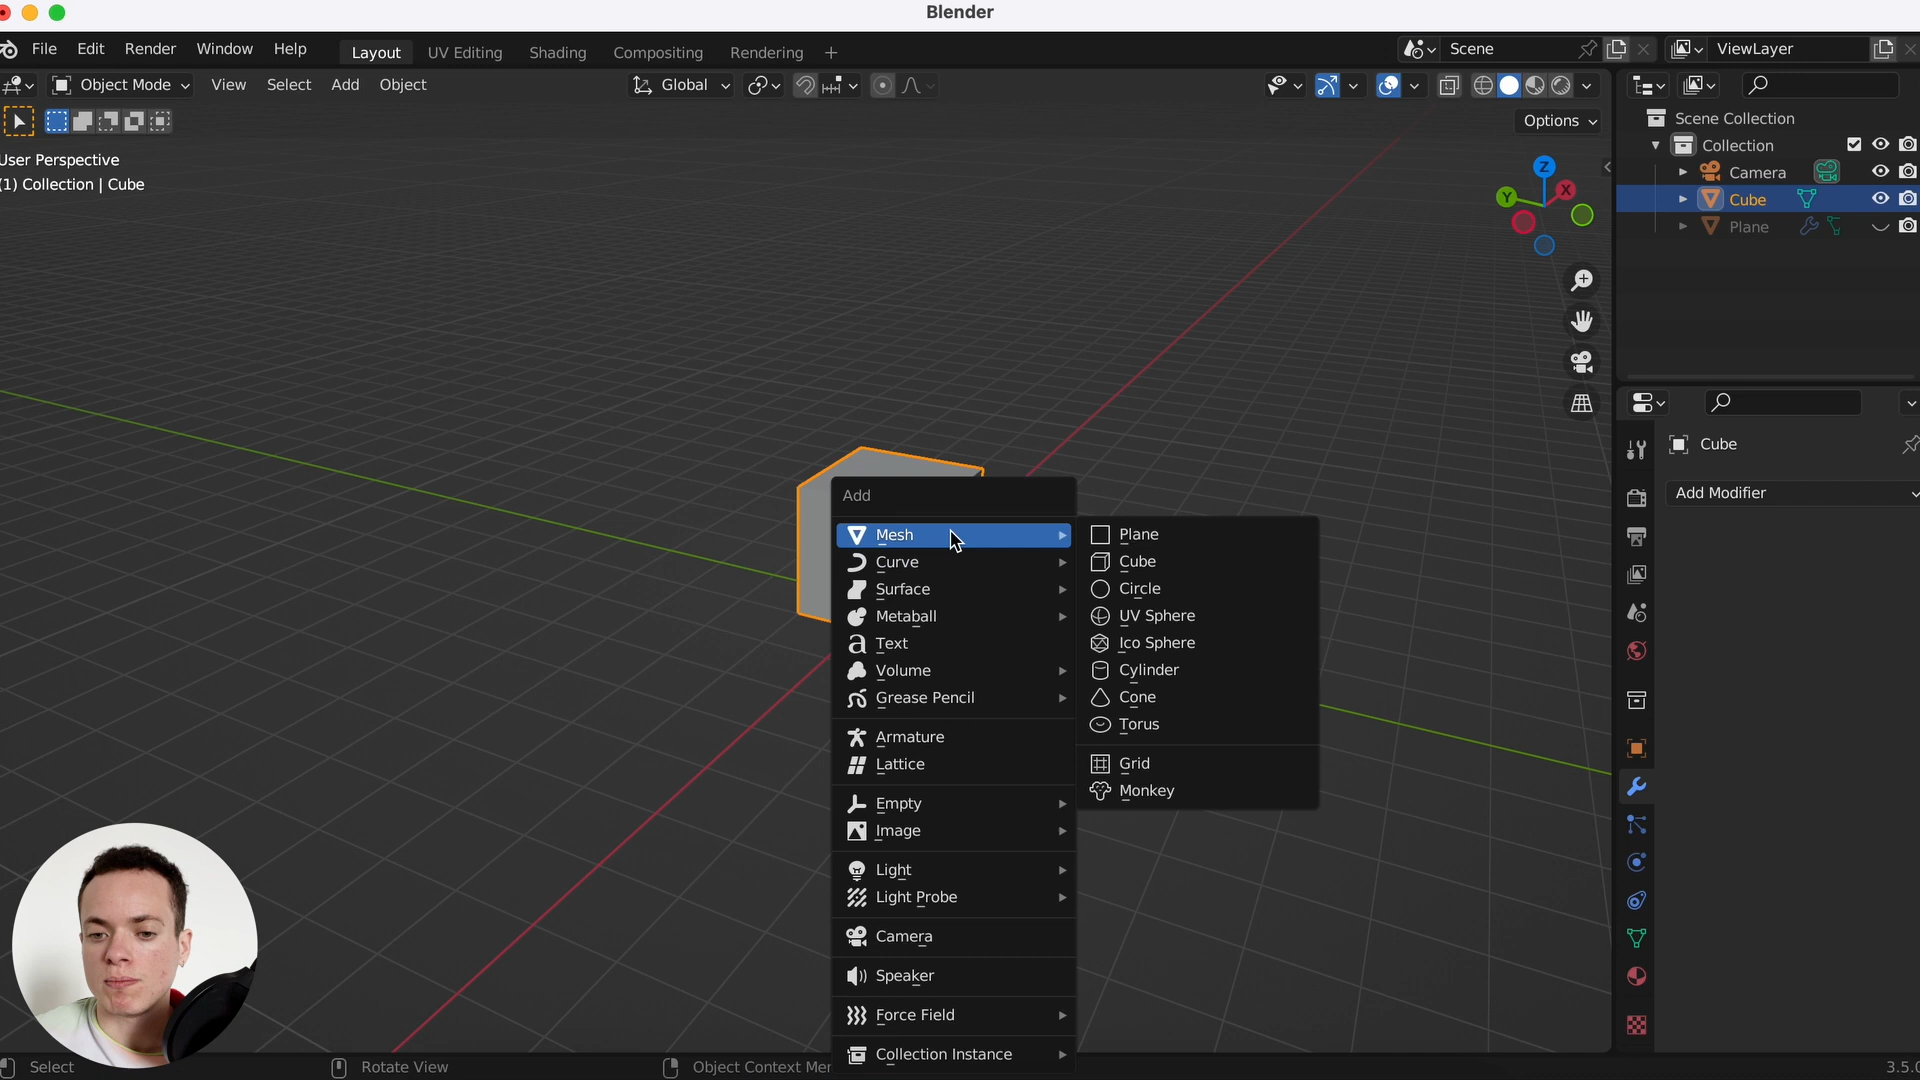 Blender
File Edit Render Window Help Layout UV Editing Shading Compositing Rendering + Scene ViewLayer
Object Mode View Select Add Object Global
Options
User Perspective
(1) Collection | Cube
Z
X
Y
Scene Collection
Collection
Camera
Cube
Plane
Cube
Add Modifier
Add
Mesh
Curve
Surface
Metaball
Text
Volume
Grease Pencil
Armature
Lattice
Empty
Image
Light
Light Probe
Camera
Speaker
Force Field
Collection Instance
Plane
Cube
Circle
UV Sphere
Ico Sphere
Cylinder
Cone
Torus
Grid
Monkey
Select Rotate View Object Context Mer 3.5.0